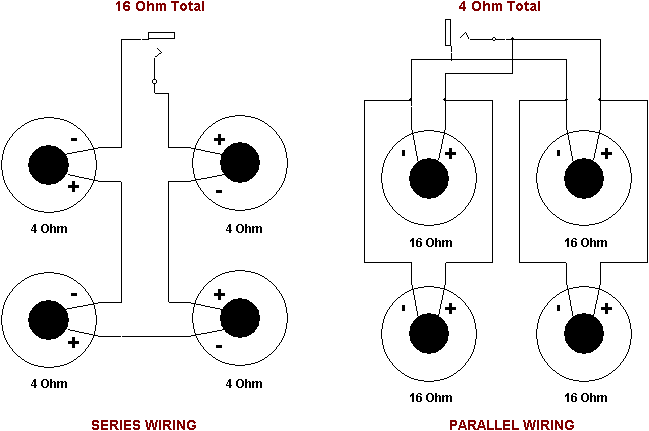 16 Ohm Total
4 Ohm Total
-
+
+
-
4 Ohm
4 Ohm
-
+
+
-
4 Ohm
4 Ohm
-
+
-
+
16 Ohm
16 Ohm
-
+
-
+
16 Ohm
16 Ohm
SERIES WIRING
PARALLEL WIRING